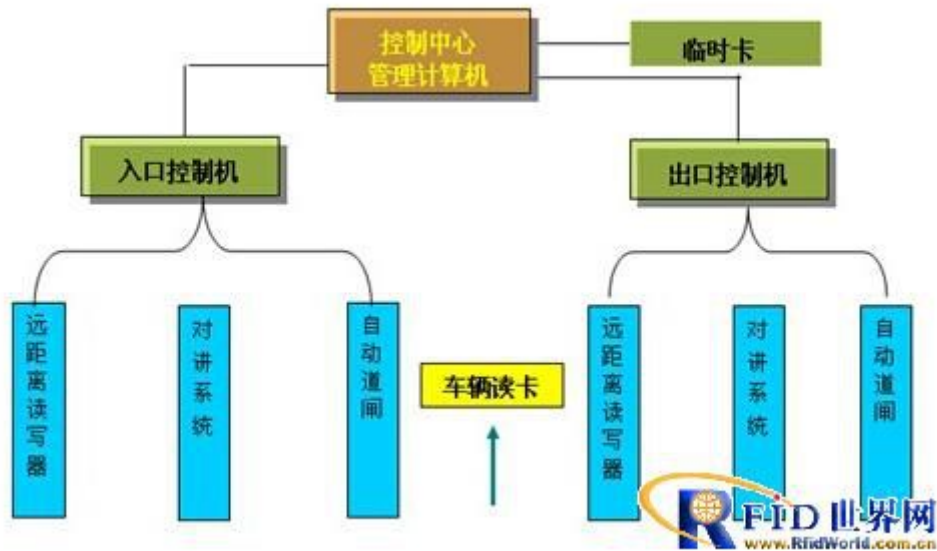 控制中心
管理计算机
临时卡
入口控制机
出口控制机
远距离读写器
对讲系统
自动道闸
车辆读卡
远距离读写器
对讲系统
自动道闸
RFID世界网
www.RfidWorld.com.cn